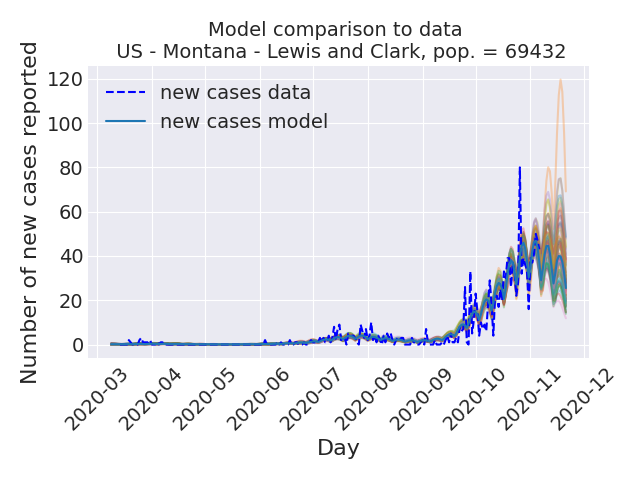 Model comparison to data
US - Montana - Lewis and Clark, pop. = 69432
Number of new cases reported
120
100
80
60
40
20
0
new cases data
new cases model
2020-03
2020-04
2020-05
2020-06
2020-07
2020-08
2020-09
2020-10
2020-11
2020-12
Day